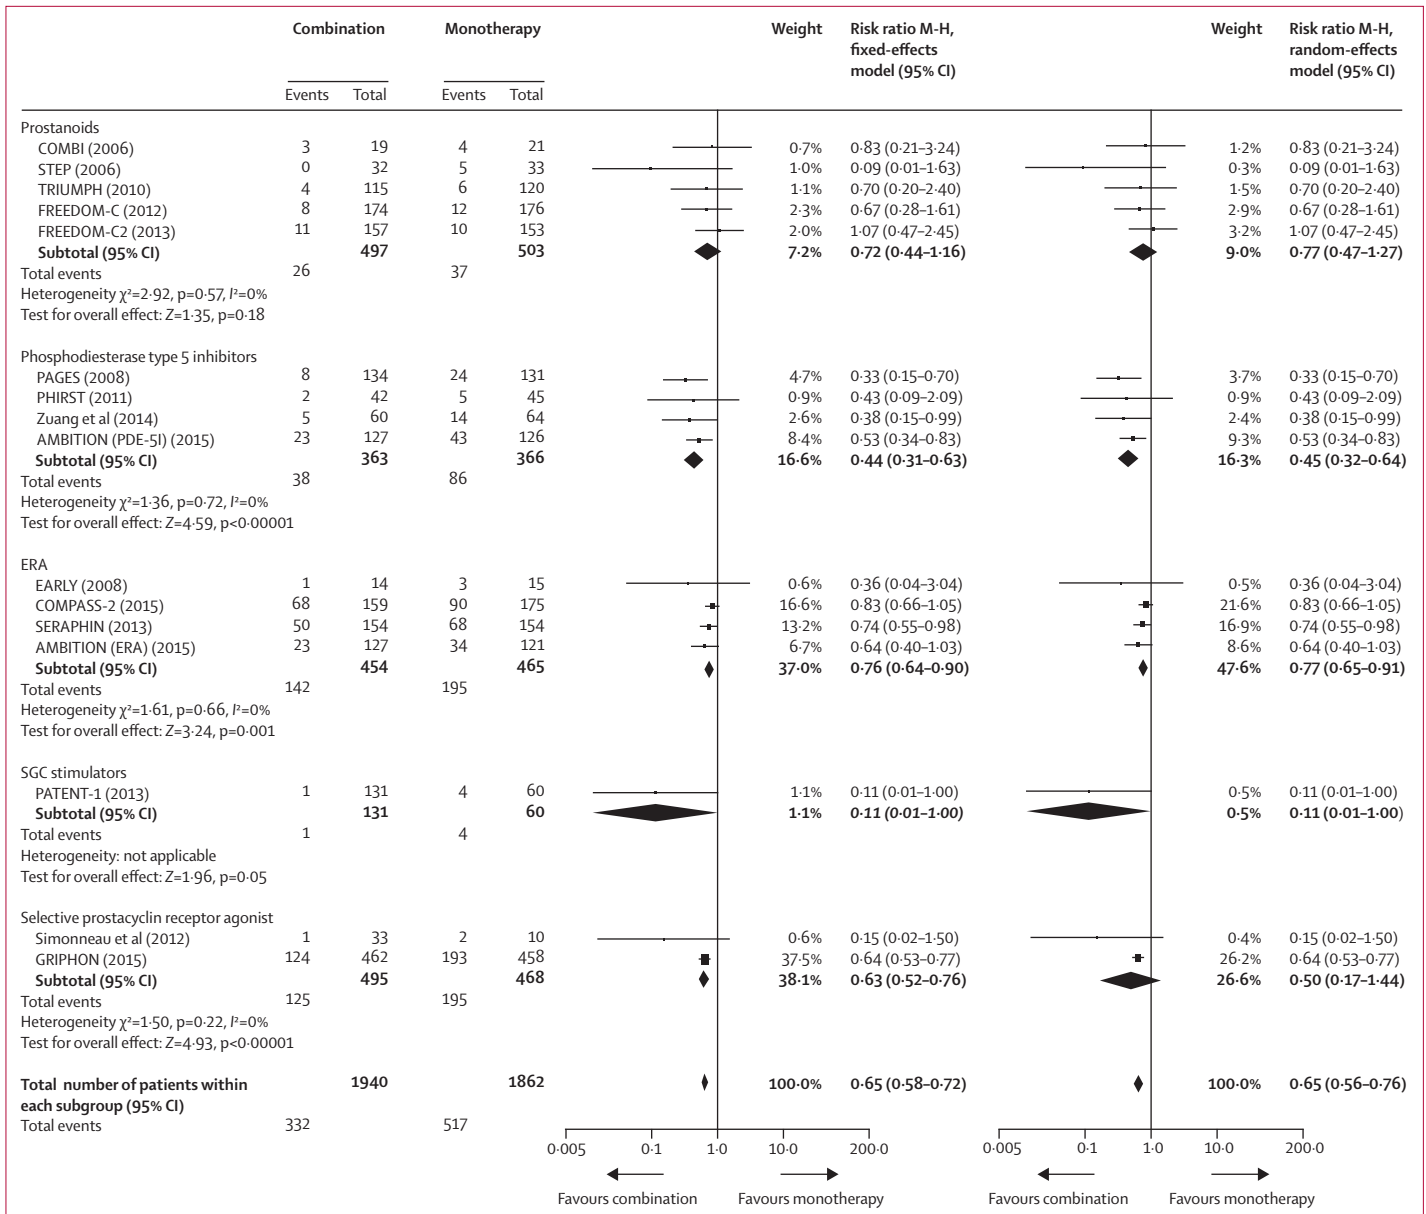 Combination Monotherapy Weight Risk ratio M-H, fixed-effects model (95% CI) Weight Risk ratio M-H, random-effects model (95% CI)
Events Total Events Total
Prostanoids
COMBI (2006) 3 19 4 21 0·7% 0·83 (0·21–3·24) 1·2% 0·83 (0·21–3·24)
STEP (2006) 0 32 5 33 1·0% 0·09 (0·01–1·63) 0·3% 0·09 (0·01–1·63)
TRIUMPH (2010) 4 115 6 120 1·1% 0·70 (0·20–2·40) 1·5% 0·70 (0·20–2·40)
FREEDOM-C (2012) 8 174 12 176 2·3% 0·67 (0·28–1·61) 2·9% 0·67 (0·28–1·61)
FREEDOM-C2 (2013) 11 157 10 153 2·0% 1·07 (0·47–2·45) 3·2% 1·07 (0·47–2·45)
Subtotal (95% CI) 497 503 7·2% 0·72 (0·44–1·16) 9·0% 0·77 (0·47–1·27)
Total events 26 37
Heterogeneity χ²=2·92, p=0·57, I²=0%
Test for overall effect: Z=1·35, p=0·18
Phosphodiesterase type 5 inhibitors
PAGES (2008) 8 134 24 131 4·7% 0·33 (0·15–0·70) 3·7% 0·33 (0·15–0·70)
PHIRST (2011) 2 42 5 45 0·9% 0·43 (0·09–2·09) 0·9% 0·43 (0·09–2·09)
Zuang et al (2014) 5 60 14 64 2·6% 0·38 (0·15–0·99) 2·4% 0·38 (0·15–0·99)
AMBITION (PDE-5I) (2015) 23 127 43 126 8·4% 0·53 (0·34–0·83) 9·3% 0·53 (0·34–0·83)
Subtotal (95% CI) 363 366 16·6% 0·44 (0·31–0·63) 16·3% 0·45 (0·32–0·64)
Total events 38 86
Heterogeneity χ²=1·36, p=0·72, I²=0%
Test for overall effect: Z=4·59, p<0·00001
ERA
EARLY (2008) 1 14 3 15 0·6% 0·36 (0·04–3·04) 0·5% 0·36 (0·04–3·04)
COMPASS-2 (2015) 68 159 90 175 16·6% 0·83 (0·66–1·05) 21·6% 0·83 (0·66–1·05)
SERAPHIN (2013) 50 154 68 154 13·2% 0·74 (0·55–0·98) 16·9% 0·74 (0·55–0·98)
AMBITION (ERA) (2015) 23 127 34 121 6·7% 0·64 (0·40–1·03) 8·6% 0·64 (0·40–1·03)
Subtotal (95% CI) 454 465 37·0% 0·76 (0·64–0·90) 47·6% 0·77 (0·65–0·91)
Total events 142 195
Heterogeneity χ²=1·61, p=0·66, I²=0%
Test for overall effect: Z=3·24, p=0·001
SGC stimulators
PATENT-1 (2013) 1 131 4 60 1·1% 0·11 (0·01–1·00) 0·5% 0·11 (0·01–1·00)
Subtotal (95% CI) 131 60 1·1% 0·11 (0·01–1·00) 0·5% 0·11 (0·01–1·00)
Total events 1 4
Heterogeneity: not applicable
Test for overall effect: Z=1·96, p=0·05
Selective prostacyclin receptor agonist
Simonneau et al (2012) 1 33 2 10 0·6% 0·15 (0·02–1·50) 0·4% 0·15 (0·02–1·50)
GRIPHON (2015) 124 462 193 458 37·5% 0·64 (0·53–0·77) 26·2% 0·64 (0·53–0·77)
Subtotal (95% CI) 495 468 38·1% 0·63 (0·52–0·76) 26·6% 0·50 (0·17–1·44)
Total events 125 195
Heterogeneity χ²=1·50, p=0·22, I²=0%
Test for overall effect: Z=4·93, p<0·00001
Total number of patients within each subgroup (95% CI) 1940 1862 100·0% 0·65 (0·58–0·72) 100·0% 0·65 (0·56–0·76)
Total events 332 517
0·005 0·1 1·0 10·0 200·0 0·005 0·1 1·0 10·0 200·0
Favours combination Favours monotherapy Favours combination Favours monotherapy